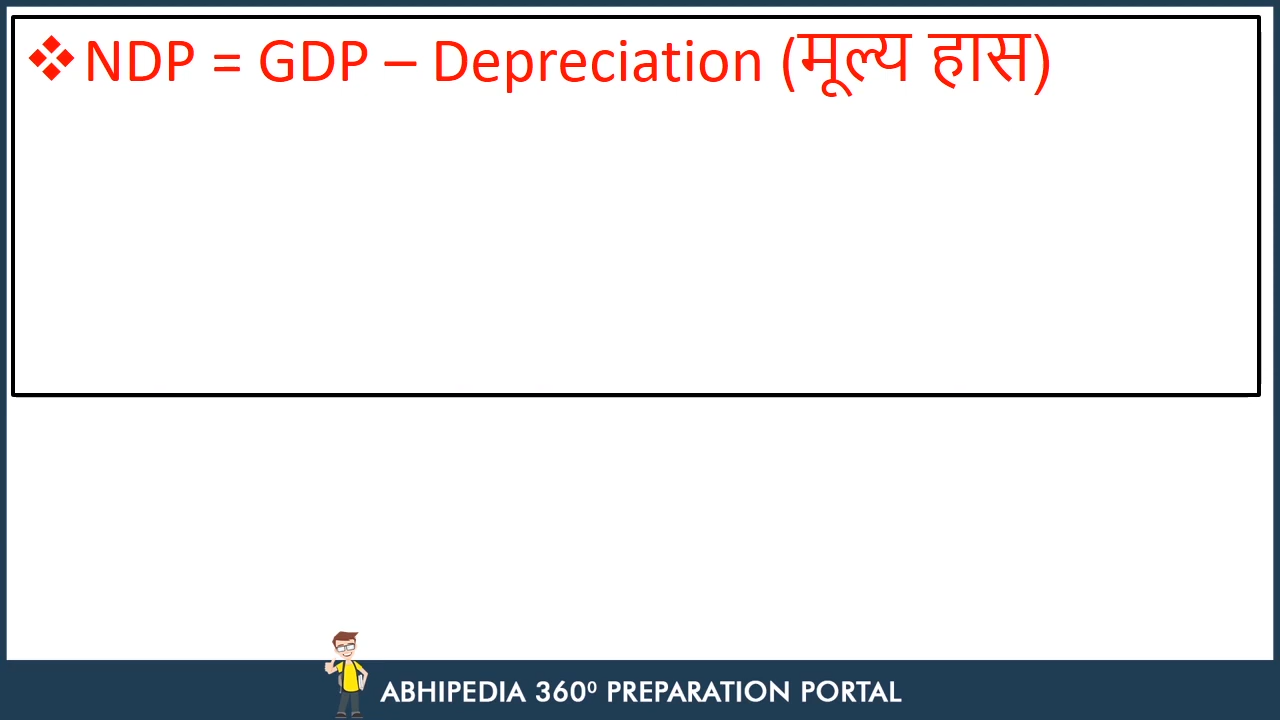 ❖NDP = GDP – Depreciation (मूल्य हास)
ABHIPEDIA 360⁰ PREPARATION PORTAL